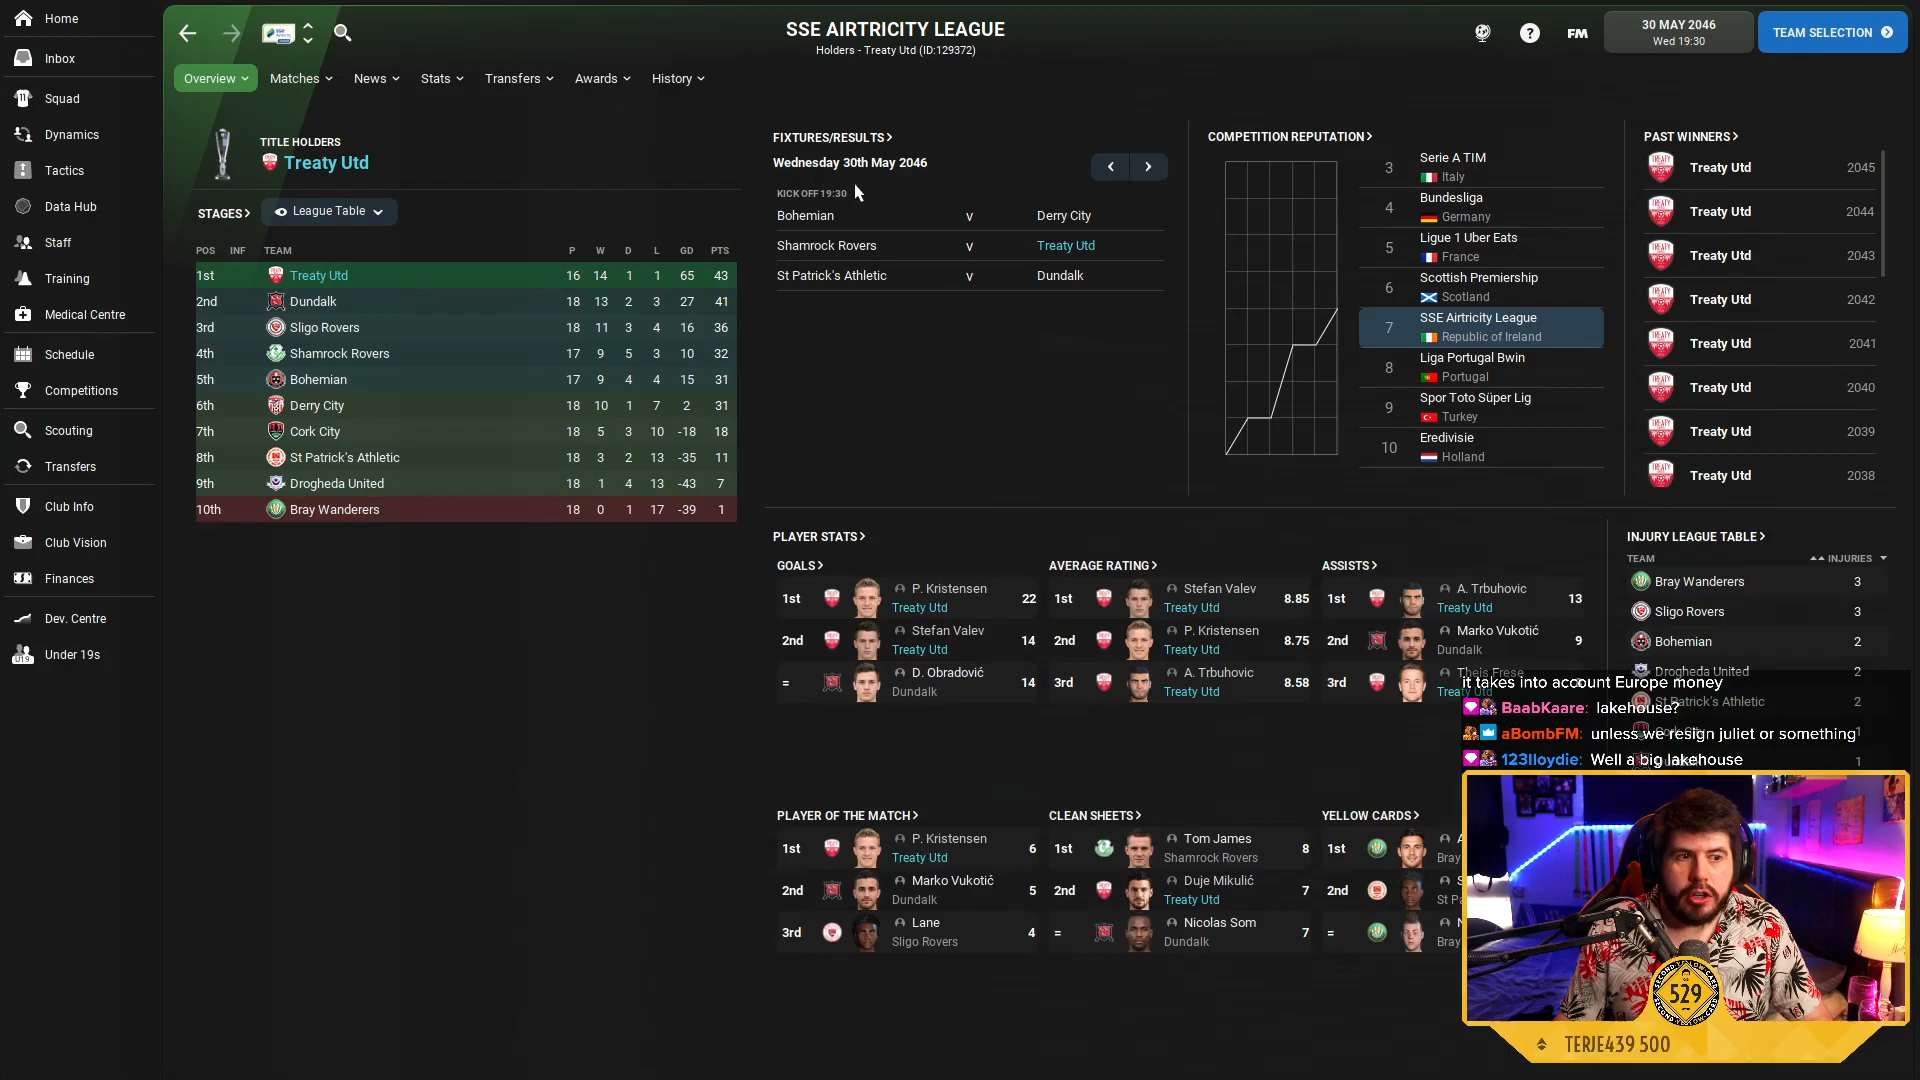 Home
Inbox
Squad
Dynamics
Tactics
Data Hub
Staff
Training
Medical Centre
Schedule
Competitions
Scouting
Transfers
Club Info
Club Vision
Finances
Dev. Centre
Under 19s
SSE AIRTRICITY LEAGUE
Holders - Treaty Utd (ID:129372)
FM
30 MAY 2046
Wed 19:30
TEAM SELECTION
Overview Matches News Stats Transfers Awards History
TITLE HOLDERS
Treaty Utd
STAGES League Table
POS INF TEAM P W D L GD PTS
1st Treaty Utd 16 14 1 1 65 43
2nd Dundalk 18 13 2 3 27 41
3rd Sligo Rovers 18 11 3 4 16 36
4th Shamrock Rovers 17 9 5 3 10 32
5th Bohemian 17 9 4 4 15 31
6th Derry City 18 10 1 7 2 31
7th Cork City 18 5 3 10 -18 18
8th St Patrick's Athletic 18 3 2 13 -35 11
9th Drogheda United 18 1 4 13 -43 7
10th Bray Wanderers 18 0 1 17 -39 1
FIXTURES/RESULTS
Wednesday 30th May 2046
KICK OFF 19:30
Bohemian v Derry City
Shamrock Rovers v Treaty Utd
St Patrick's Athletic v Dundalk
COMPETITION REPUTATION
3 Serie A TIM
Italy
4 Bundesliga
Germany
5 Ligue 1 Uber Eats
France
6 Scottish Premiership
Scotland
7 SSE Airtricity League
Republic of Ireland
8 Liga Portugal Bwin
Portugal
9 Spor Toto Süper Lig
Turkey
10 Eredivisie
Holland
PAST WINNERS
Treaty Utd 2045
Treaty Utd 2044
Treaty Utd 2043
Treaty Utd 2042
Treaty Utd 2041
Treaty Utd 2040
Treaty Utd 2039
Treaty Utd 2038
PLAYER STATS
GOALS
1st P. Kristensen 22
Treaty Utd
2nd Stefan Valev 14
Treaty Utd
= D. Obradović 14
Dundalk
AVERAGE RATING
1st Stefan Valev 8.85
Treaty Utd
2nd P. Kristensen 8.75
Treaty Utd
3rd A. Trbuhovic 8.58
Treaty Utd
ASSISTS
1st A. Trbuhovic 13
Treaty Utd
2nd Marko Vukotić 9
Dundalk
3rd Theis Frese
Treaty Utd
INJURY LEAGUE TABLE
TEAM INJURIES
Bray Wanderers 3
Sligo Rovers 3
Bohemian 2
Drogheda United 2
St Patrick's Athletic 2
Cork City 1
1
it takes into account Europe money
BaabKaare: lakehouse?
aBombFM: unless we resign juliet or something
123lloydie: Well a big lakehouse
PLAYER OF THE MATCH
1st P. Kristensen 6
Treaty Utd
2nd Marko Vukotić 5
Dundalk
3rd Lane 4
Sligo Rovers
CLEAN SHEETS
1st Tom James 8
Shamrock Rovers
2nd Duje Mikulić 7
Treaty Utd
= Nicolas Som 7
Dundalk
YELLOW CARDS
1st A
Bray
2nd S
St P
= N
Bray
SECOND YELLOW CARD
529
TERJE439 500